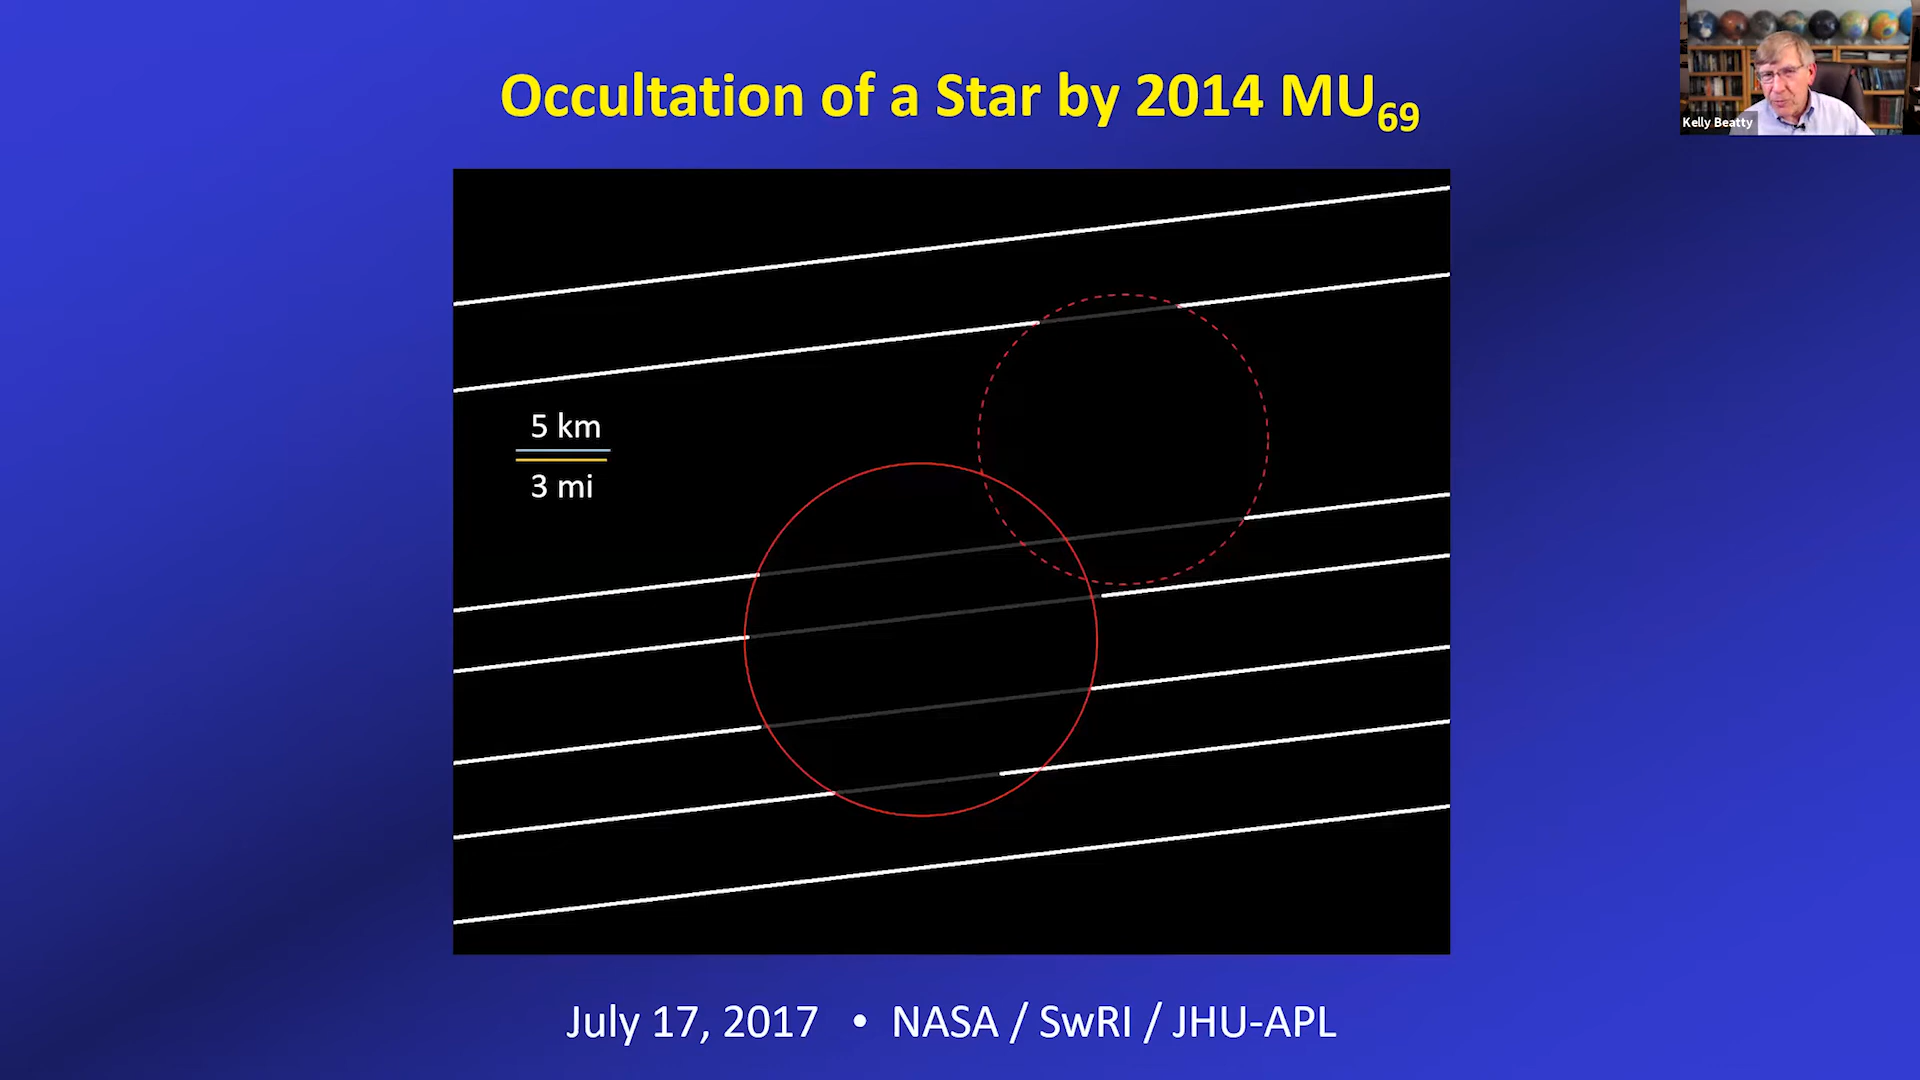 Occultation of a Star by 2014 MU69
Kelly Beatty
5 km
3 mi
July 17, 2017 • NASA / SwRI / JHU-APL